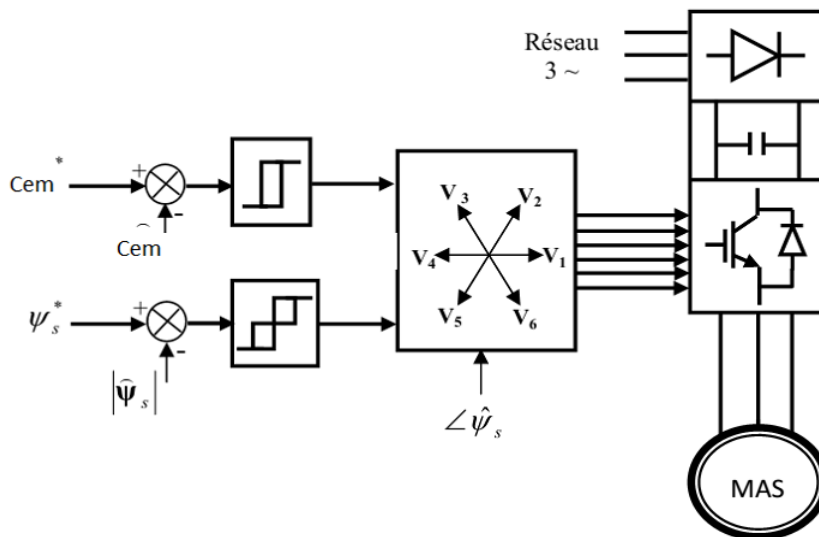 Réseau
3 ~
Cem*
Cem
V3
V2
V4
V1
V5
V6
ψs*
|ψ̂s|
∠ψ̂s
MAS